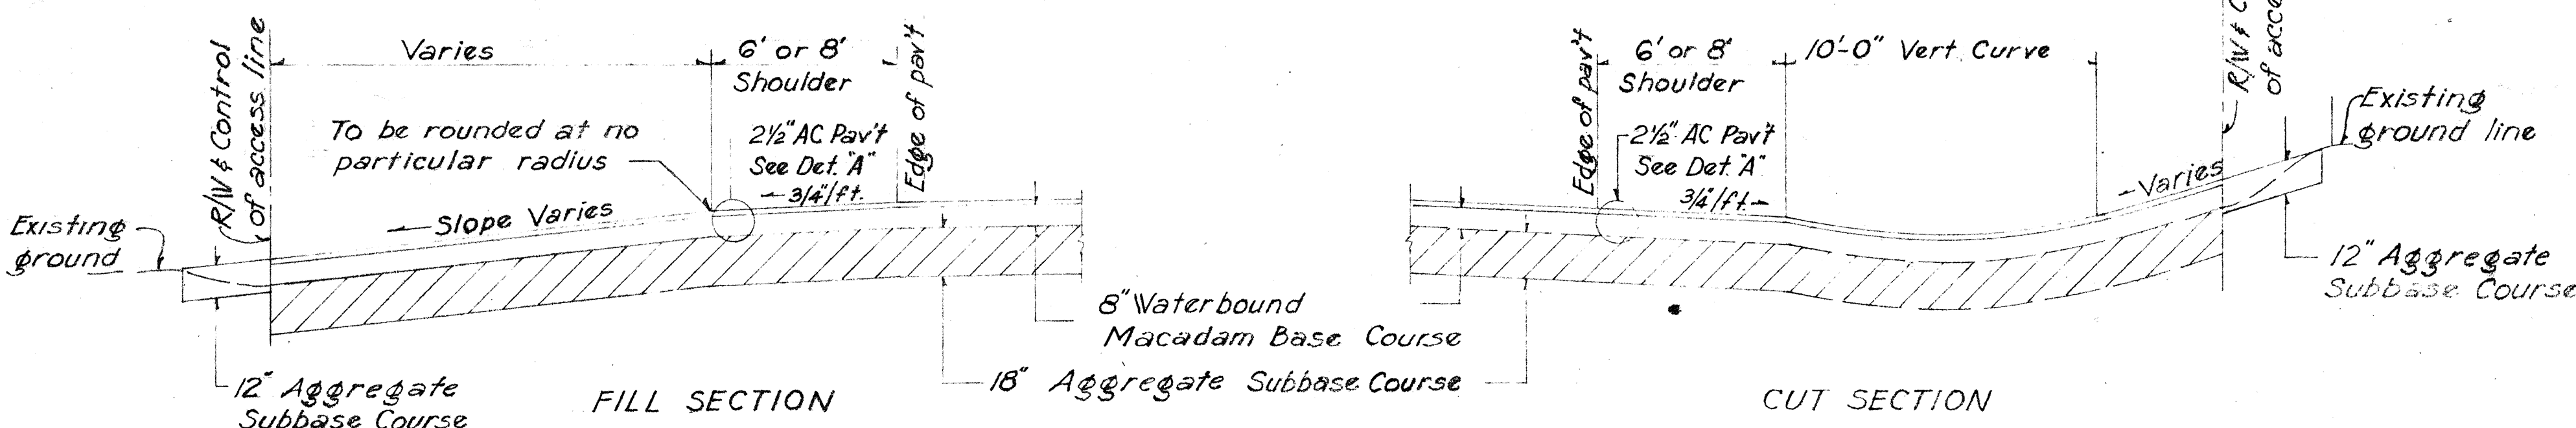 R/W & Control
of access line
Varies
6' or 8'
Shoulder
Edge of pav't
To be rounded at no
particular radius
2½" AC Pav't
See Det. "A"
3/4"/ft.
Slope Varies
Existing
ground
12" Aggregate
Subbase Course
FILL SECTION
8" Waterbound
Macadam Base Course
18" Aggregate Subbase Course
Edge of pav't
6' or 8'
Shoulder
10'-0" Vert. Curve
2½" AC Pav't
See Det. "A"
3/4"/ft.
Varies
R/W & C
of acce
Existing
ground line
12" Aggregate
Subbase Course
CUT SECTION